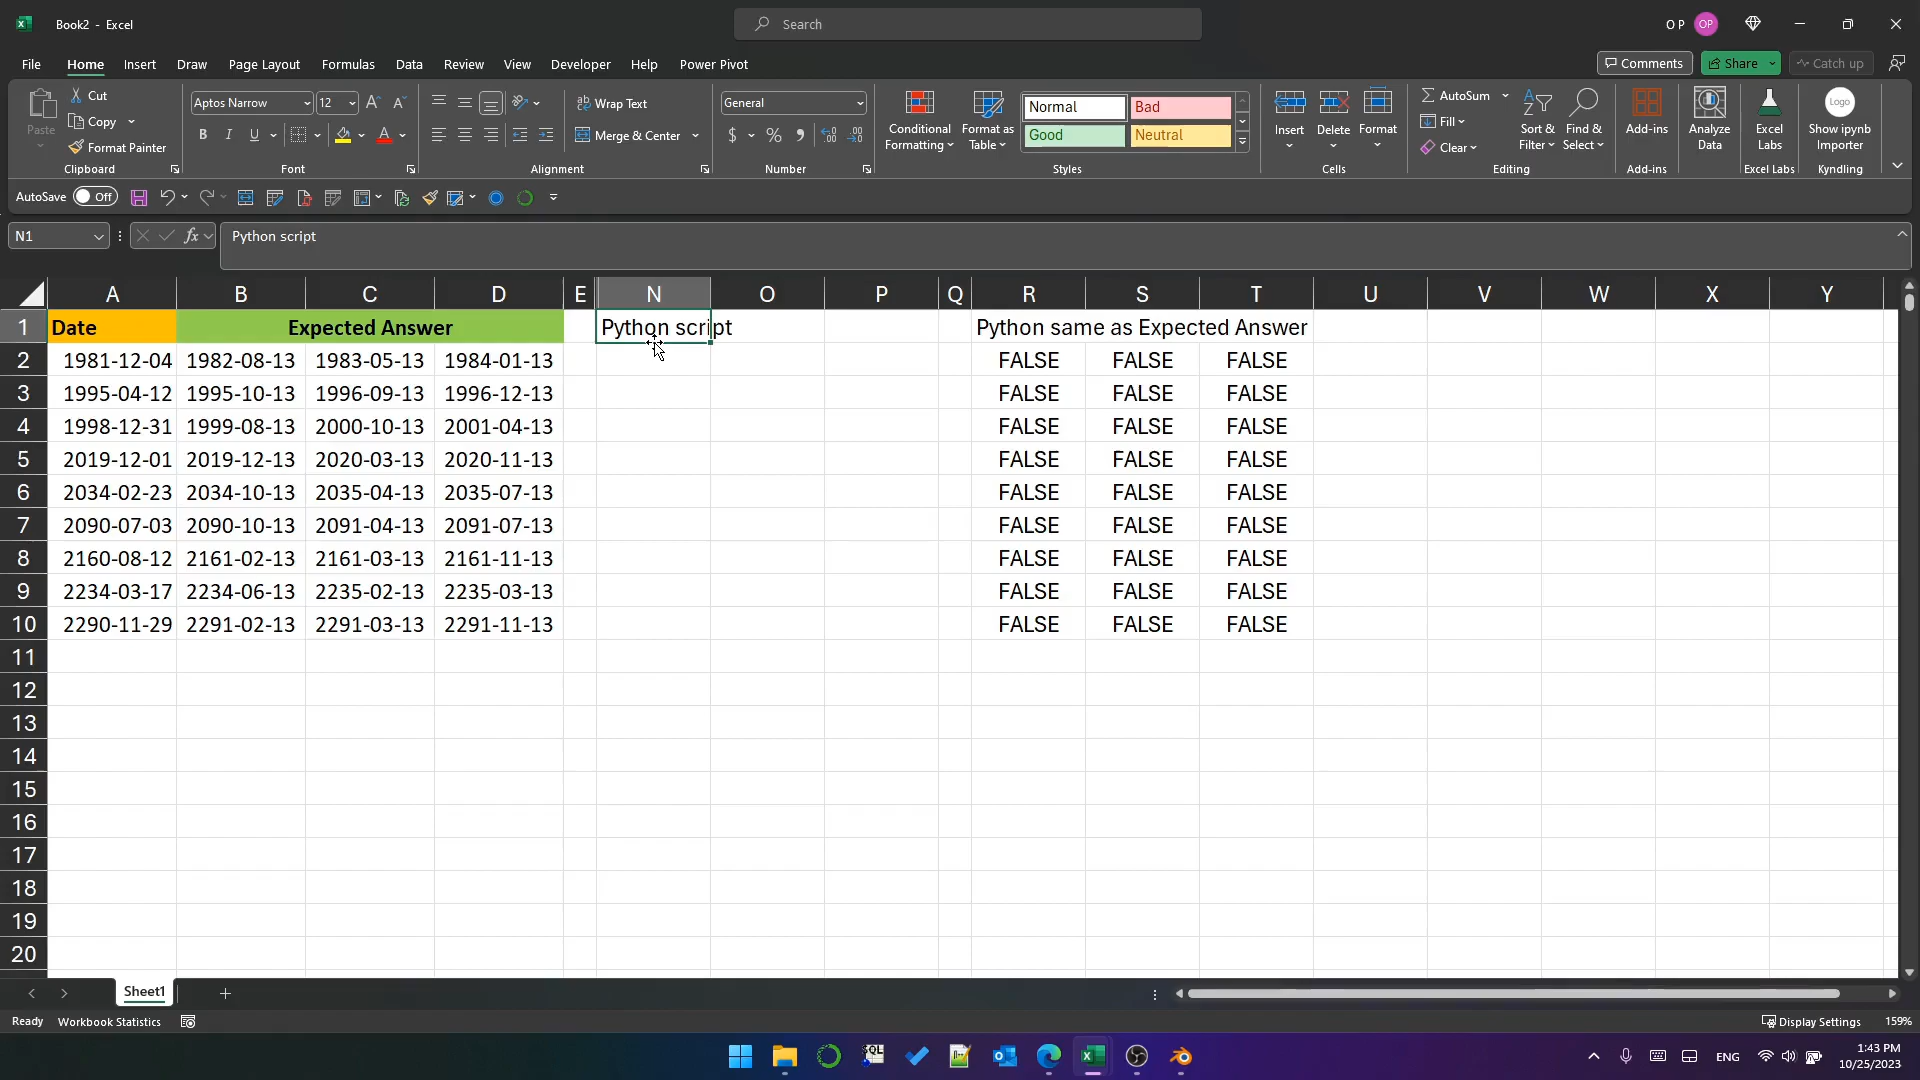 Book2 - Excel
Search
O P OP
File Home Insert Draw Page Layout Formulas Data Review View Developer Help Power Pivot
Comments Share Catch up
Paste
Cut
Copy
Format Painter
Clipboard
Aptos Narrow 12
B I U
Font
Wrap Text
Merge & Center
Alignment
General
$ % ,
Number
Conditional Formatting
Format as Table
Normal Bad
Good Neutral
Styles
Insert Delete Format
Cells
AutoSum
Fill
Clear
Sort & Filter
Find & Select
Editing
Add-ins
Add-ins
Analyze Data
Excel Labs
Excel Labs
Logo
Show ipynb Importer
Kyndling
AutoSave Off
N1 fx Python script
A B C D E N O P Q R S T U V W X Y
1 Date Expected Answer Python script Python same as Expected Answer
2 1981-12-04 1982-08-13 1983-05-13 1984-01-13 FALSE FALSE FALSE
3 1995-04-12 1995-10-13 1996-09-13 1996-12-13 FALSE FALSE FALSE
4 1998-12-31 1999-08-13 2000-10-13 2001-04-13 FALSE FALSE FALSE
5 2019-12-01 2019-12-13 2020-03-13 2020-11-13 FALSE FALSE FALSE
6 2034-02-23 2034-10-13 2035-04-13 2035-07-13 FALSE FALSE FALSE
7 2090-07-03 2090-10-13 2091-04-13 2091-07-13 FALSE FALSE FALSE
8 2160-08-12 2161-02-13 2161-03-13 2161-11-13 FALSE FALSE FALSE
9 2234-03-17 2234-06-13 2235-02-13 2235-03-13 FALSE FALSE FALSE
10 2290-11-29 2291-02-13 2291-03-13 2291-11-13 FALSE FALSE FALSE
11
12
13
14
15
16
17
18
19
20
Sheet1
Ready Workbook Statistics
Display Settings 159%
SQL
ENG
1:43 PM
10/25/2023